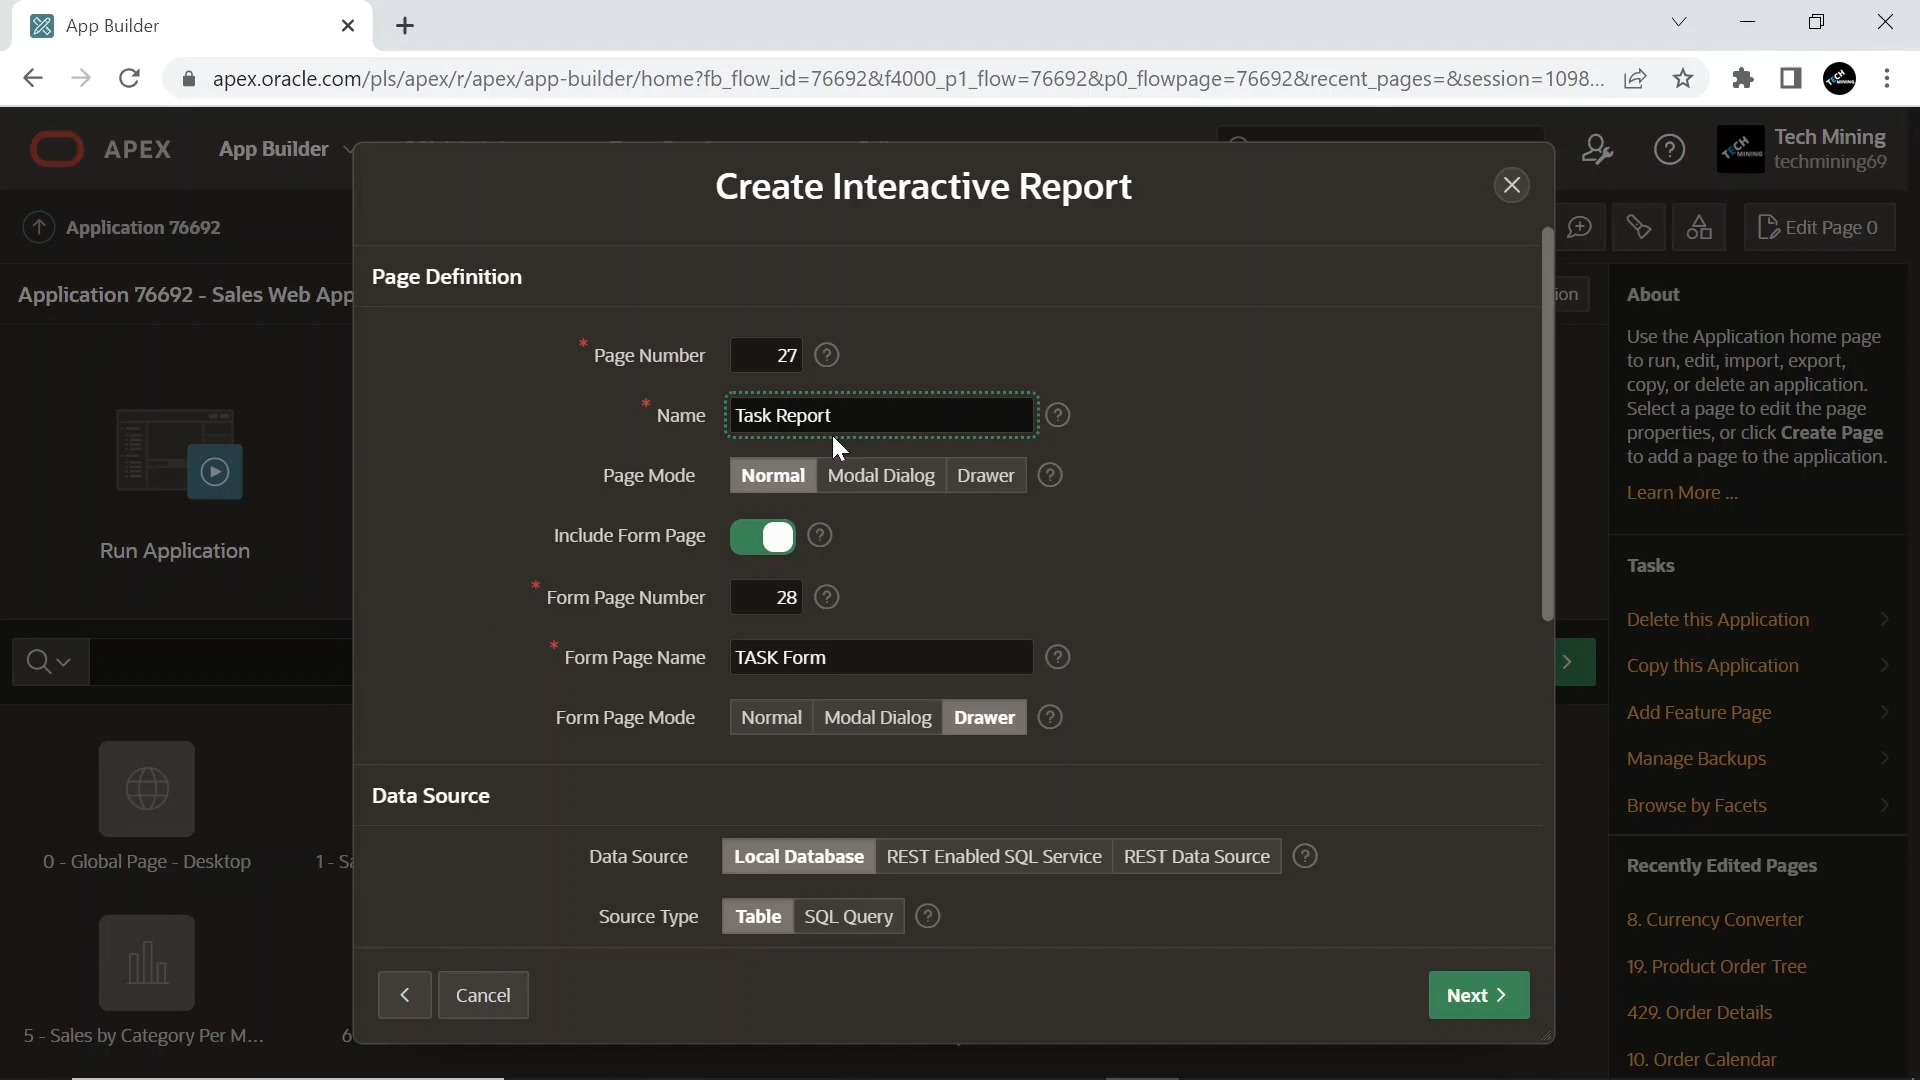 App Builder
apex.oracle.com/pls/apex/r/apex/app-builder/home?fb_flow_id=76692&f4000_p1_flow=76692&p0_flowpage=76692&recent_pages=&session=1098...
APEX
App Builder
TECH MINING
Tech Mining
techmining69
Create Interactive Report
Application 76692
Edit Page 0
Application 76692 - Sales Web App
ion
Page Definition
* Page Number 27
* Name Task Report
Page Mode Normal Modal Dialog Drawer
Include Form Page
* Form Page Number 28
* Form Page Name TASK Form
Form Page Mode Normal Modal Dialog Drawer
Data Source
Data Source Local Database REST Enabled SQL Service REST Data Source
Source Type Table SQL Query
Cancel
Next
Run Application
0 - Global Page - Desktop
1 - Sa
5 - Sales by Category Per M...
6
About
Use the Application home page
to run, edit, import, export,
copy, or delete an application.
Select a page to edit the page
properties, or click Create Page
to add a page to the application.
Learn More ...
Tasks
Delete this Application
Copy this Application
Add Feature Page
Manage Backups
Browse by Facets
Recently Edited Pages
8. Currency Converter
19. Product Order Tree
429. Order Details
10. Order Calendar